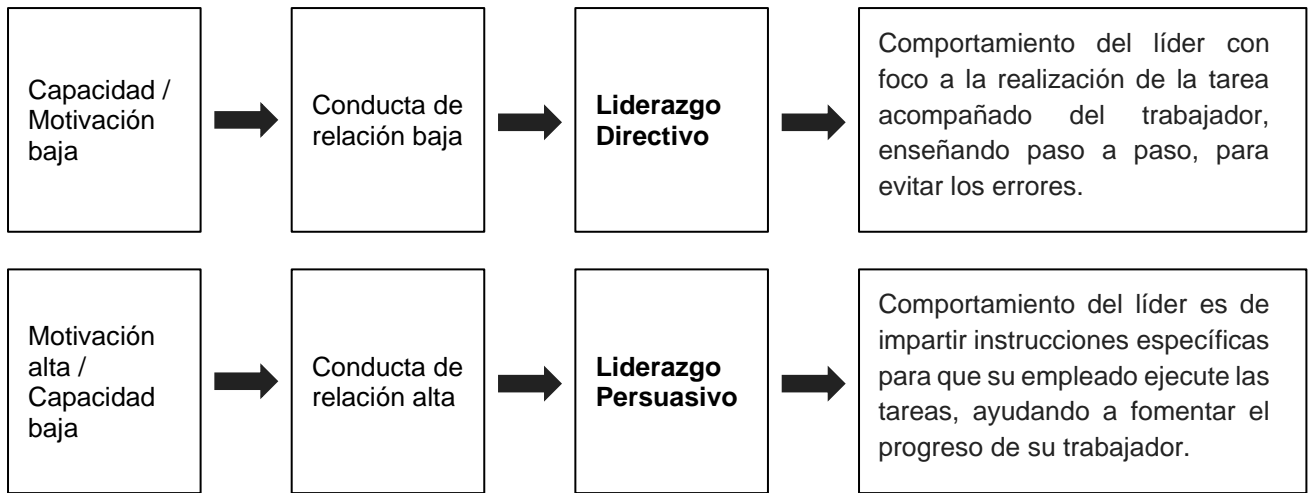 Capacidad /
Motivación
baja
Conducta de
relación baja
Liderazgo
Directivo
Comportamiento del líder con
foco a la realización de la tarea
acompañado del trabajador,
enseñando paso a paso, para
evitar los errores.
Motivación
alta /
Capacidad
baja
Conducta de
relación alta
Liderazgo
Persuasivo
Comportamiento del líder es de
impartir instrucciones específicas
para que su empleado ejecute las
tareas, ayudando a fomentar el
progreso de su trabajador.